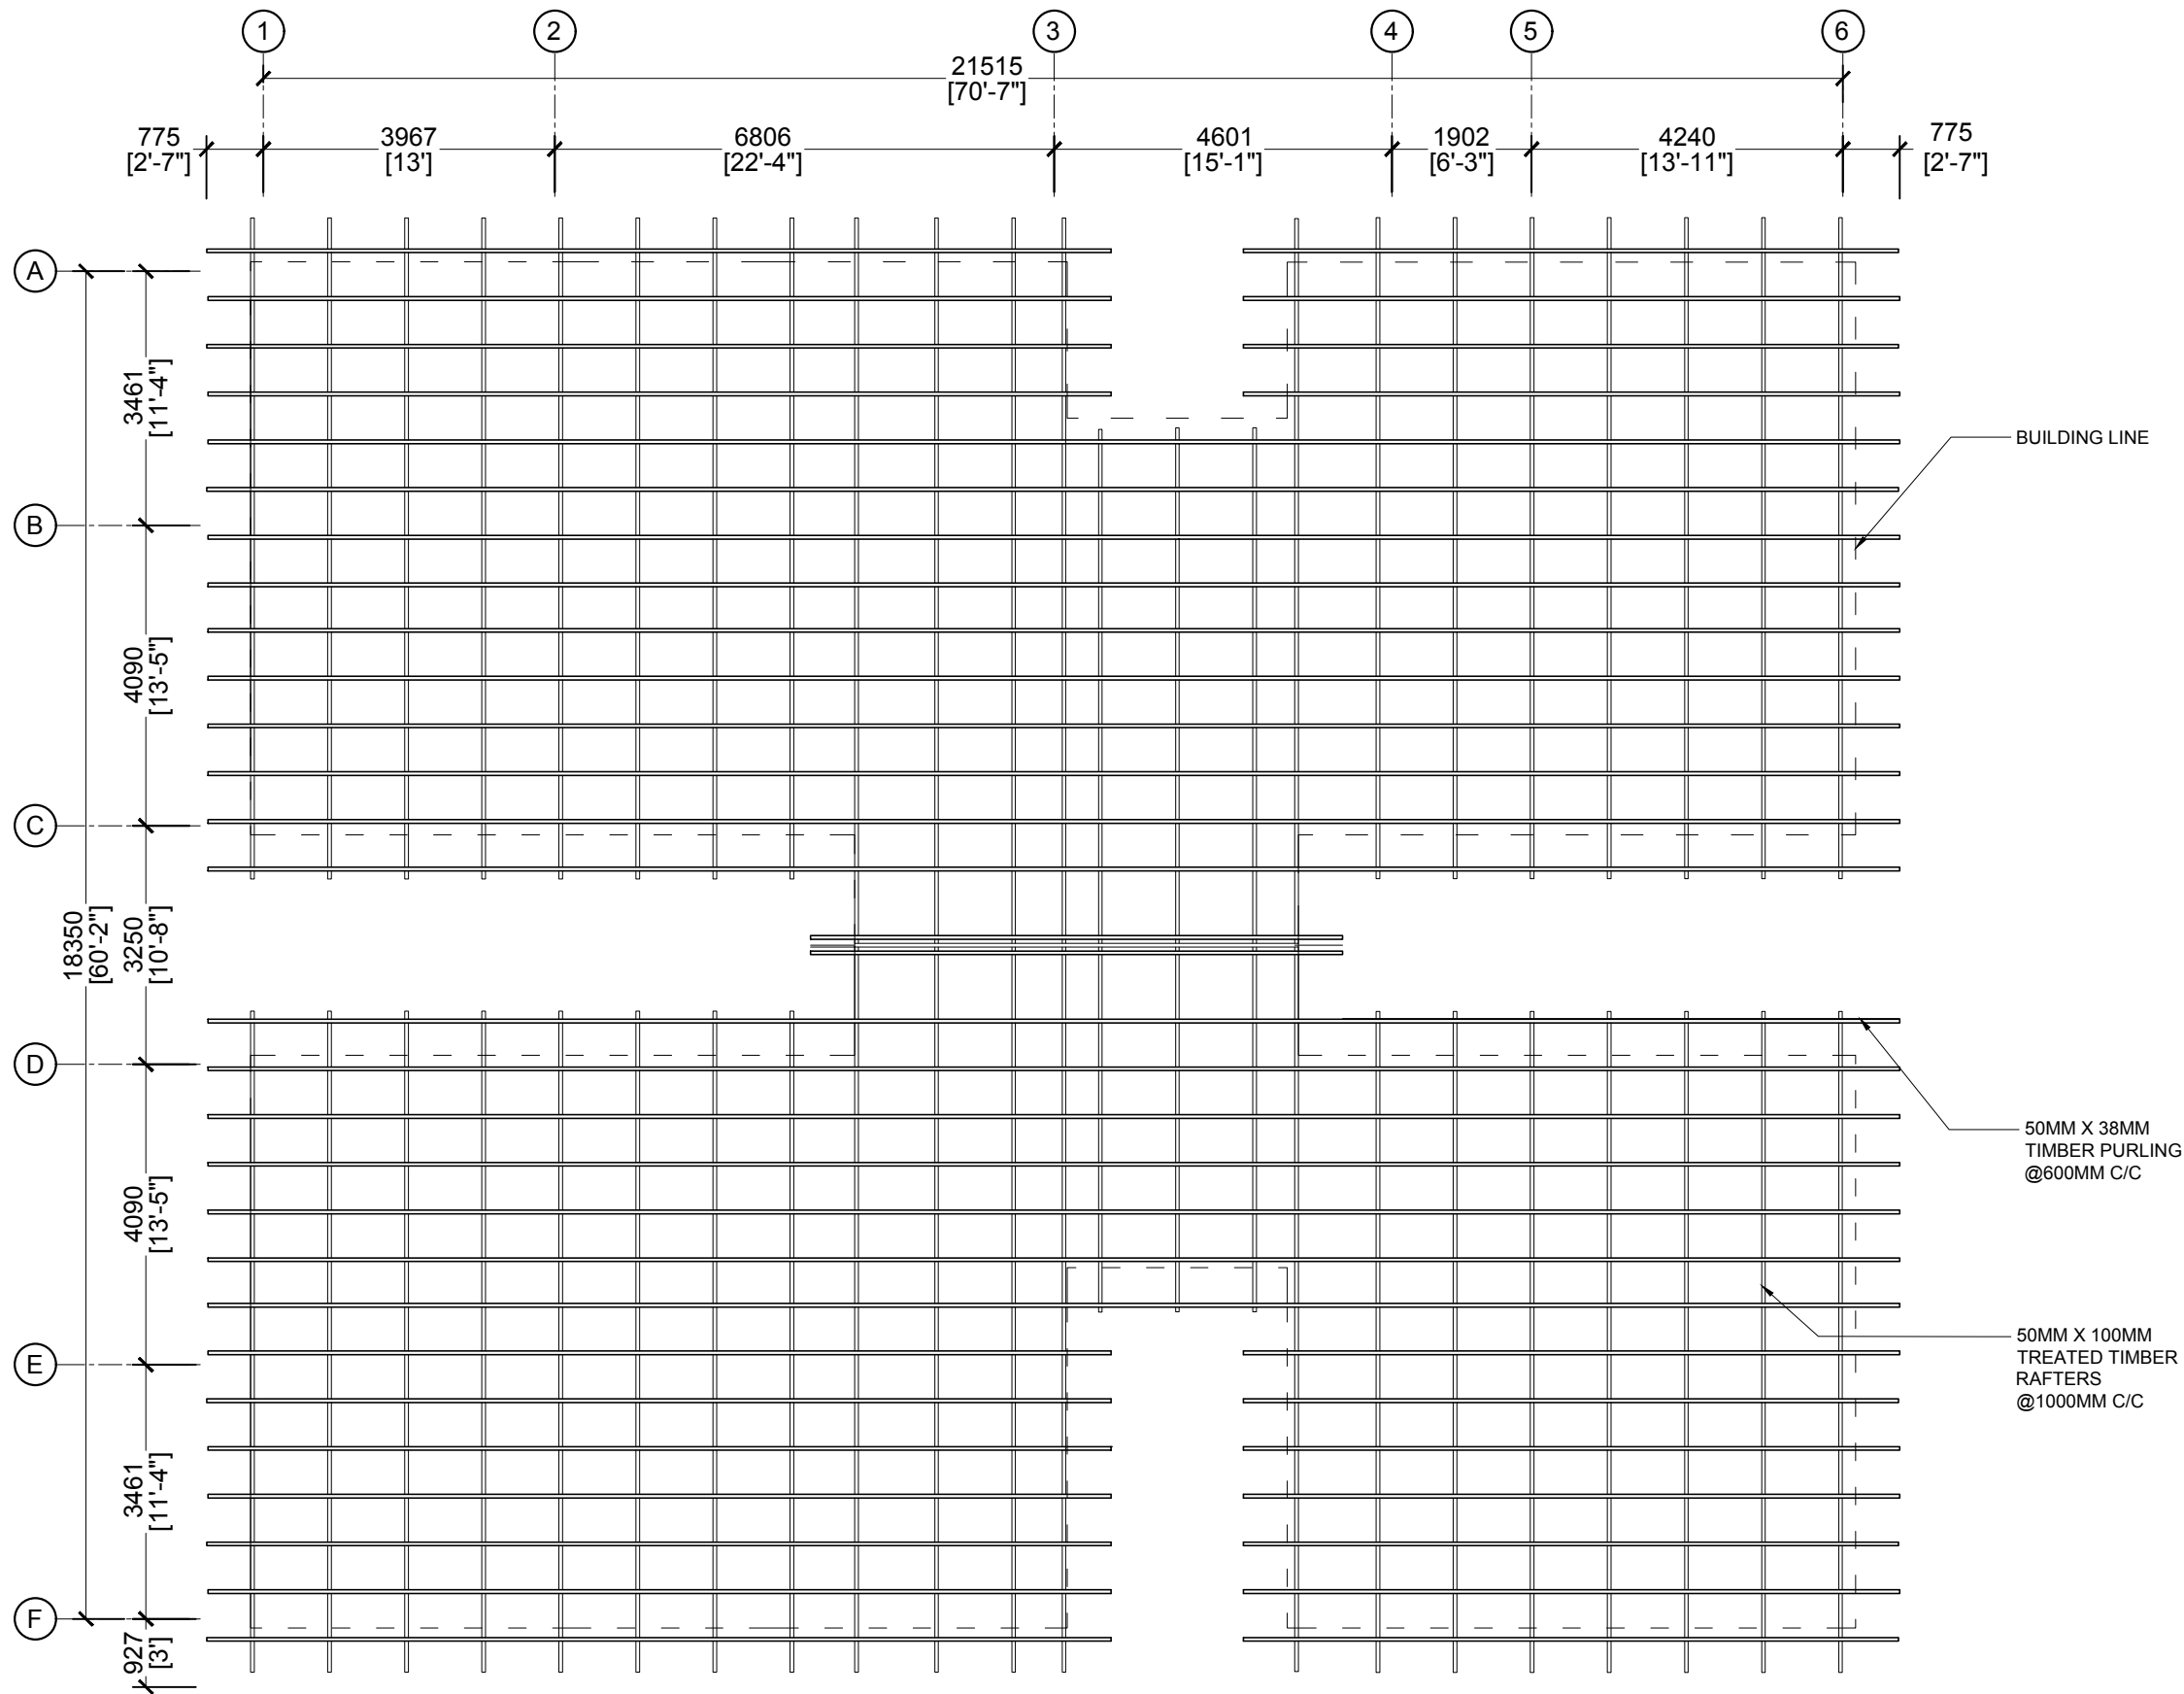 1
2
3
4
5
6
21515
[70'-7"]
775
[2'-7"]
3967
[13']
6806
[22'-4"]
4601
[15'-1"]
1902
[6'-3"]
4240
[13'-11"]
775
[2'-7"]
A
B
C
D
E
F
3461
[11'-4"]
4090
[13'-5"]
18350
[60'-2"]
3250
[10'-8"]
4090
[13'-5"]
3461
[11'-4"]
927
[3']
BUILDING LINE
50MM X 38MM
TIMBER PURLING
@600MM C/C
50MM X 100MM
TREATED TIMBER
RAFTERS
@1000MM C/C